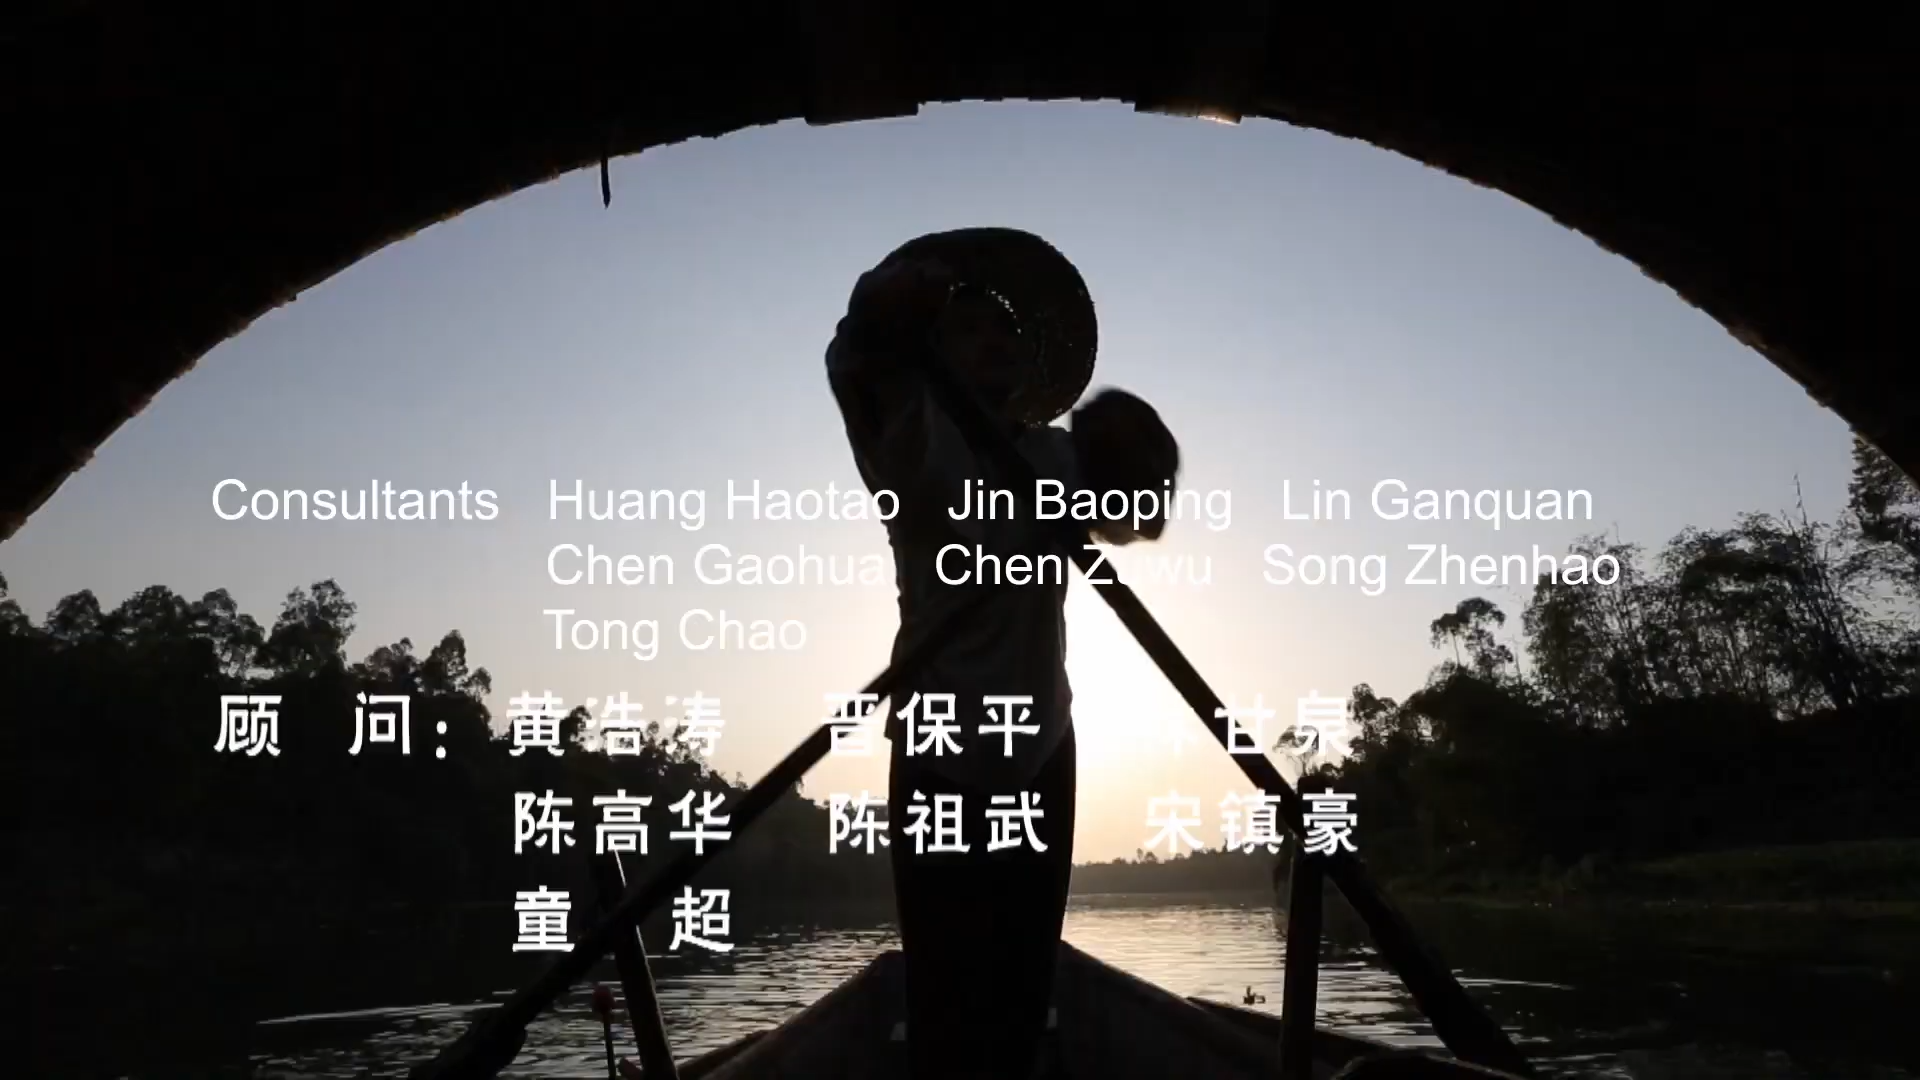 Consultants Huang Haotao Jin Baoping Lin Ganquan
Chen Gaohua Chen Zuwu Song Zhenhao
Tong Chao
顾 问：黄浩涛 晋保平 林甘泉
陈高华 陈祖武 宋镇豪
童 超